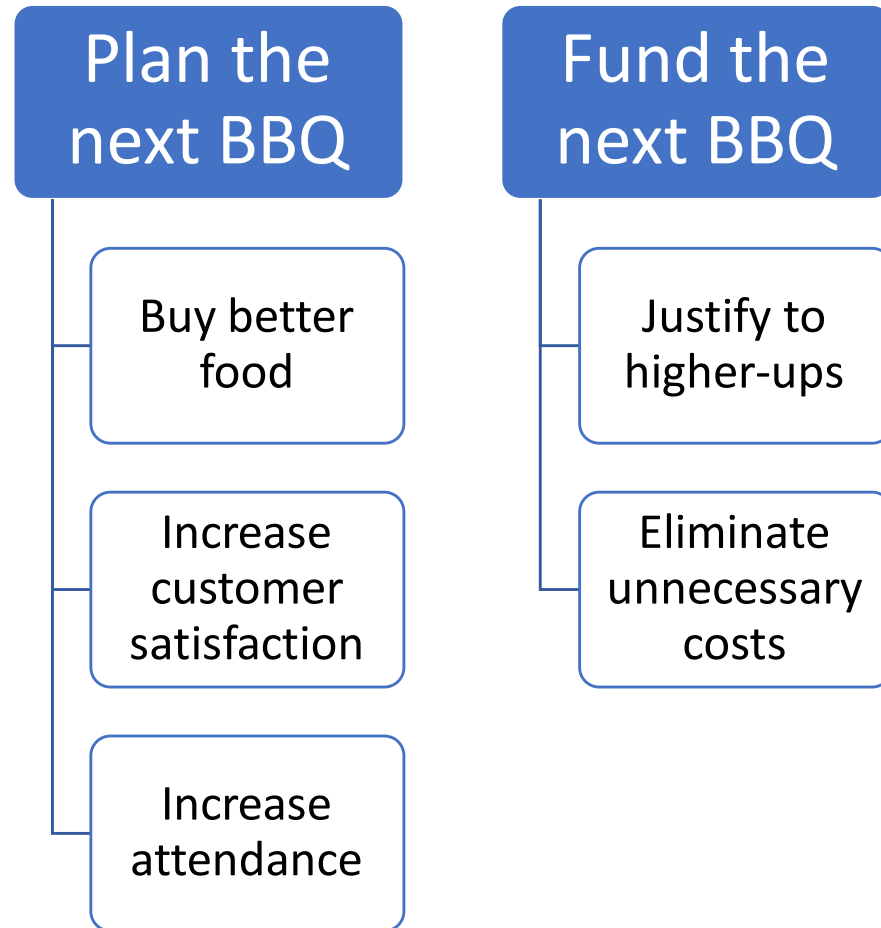 Plan the
next BBQ
Buy better
food
Increase
customer
satisfaction
Increase
attendance
Fund the
next BBQ
Justify to
higher-ups
Eliminate
unnecessary
costs